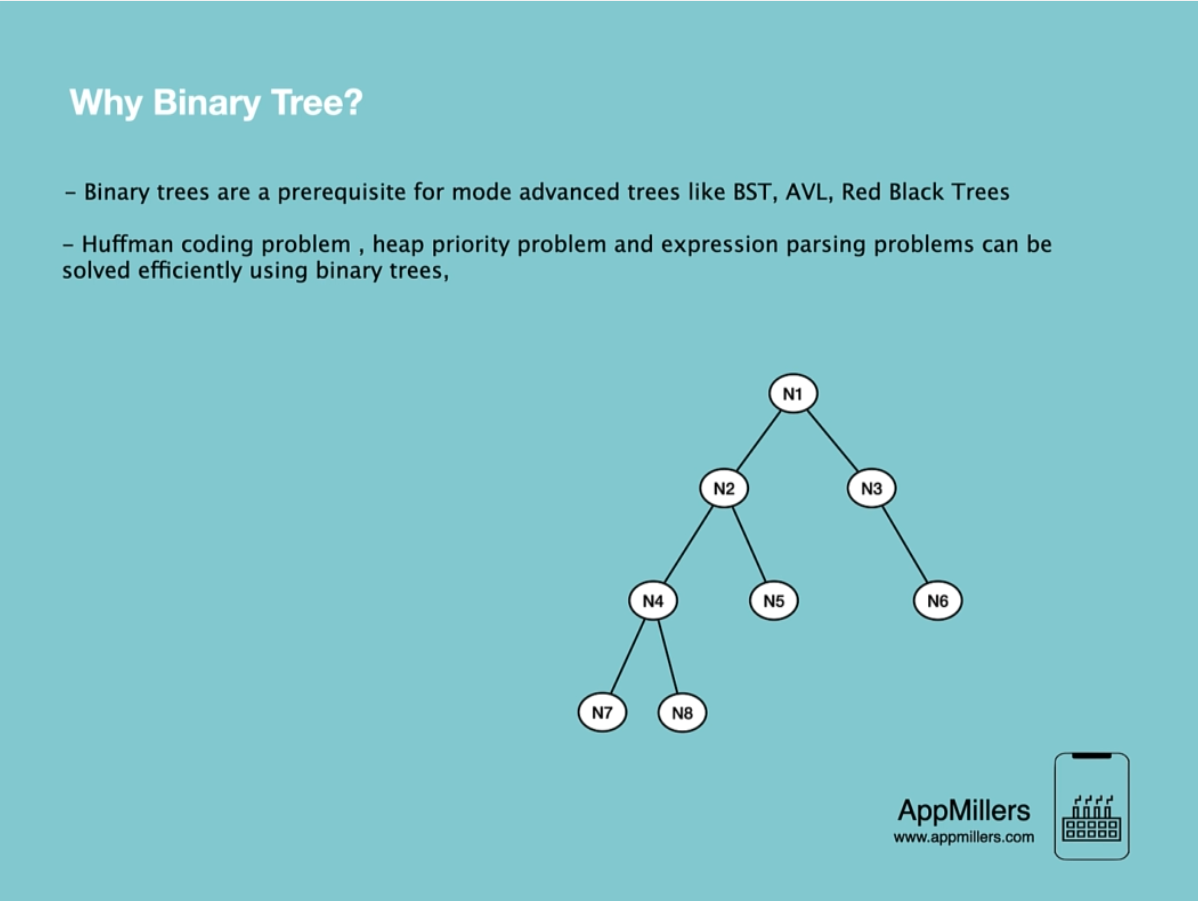 Why Binary Tree?
– Binary trees are a prerequisite for mode advanced trees like BST, AVL, Red Black Trees
– Huffman coding problem , heap priority problem and expression parsing problems can be
solved efficiently using binary trees,
N1
N2
N3
N4
N5
N6
N7
N8
AppMillers
www.appmillers.com